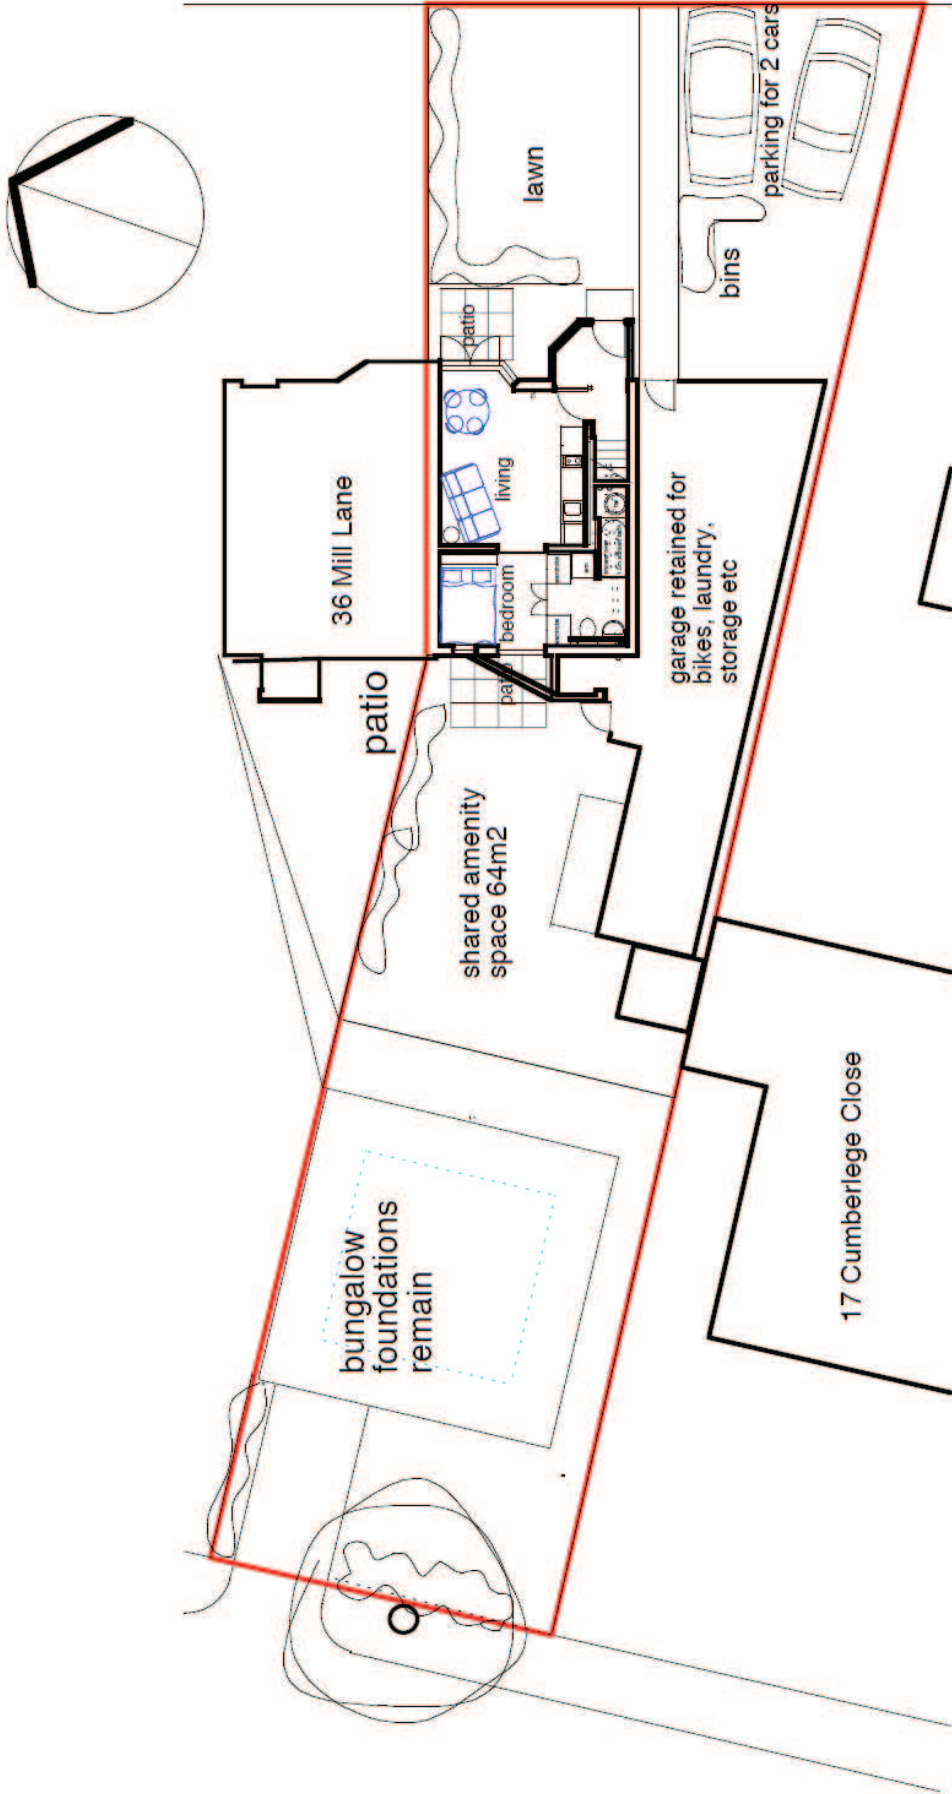 parking for 2 cars
lawn
bins
patio
36 Mill Lane
living
bedroom
garage retained for
bikes, laundry,
storage etc
patio
patio
shared amenity
space 64m2
bungalow
foundations
remain
17 Cumberlege Close